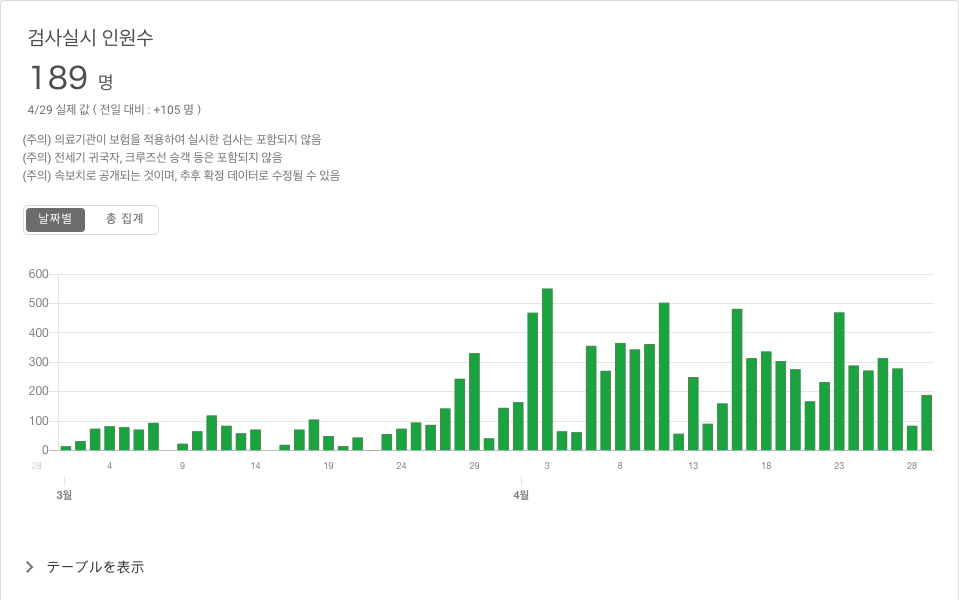 검사실시 인원수
189 명
4/29 실제 값 ( 전일 대비 : +105 명 )
(주의) 의료기관이 보험을 적용하여 실시한 검사는 포함되지 않음
(주의) 전세기 귀국자, 크루즈선 승객 등은 포함되지 않음
(주의) 속보치로 공개되는 것이며, 추후 확정 데이터로 수정될 수 있음
날짜별 총 집계
600
500
400
300
200
100
0
28 4 9 14 19 24 29 3 8 13 18 23 28
3월 4월
テーブルを表示